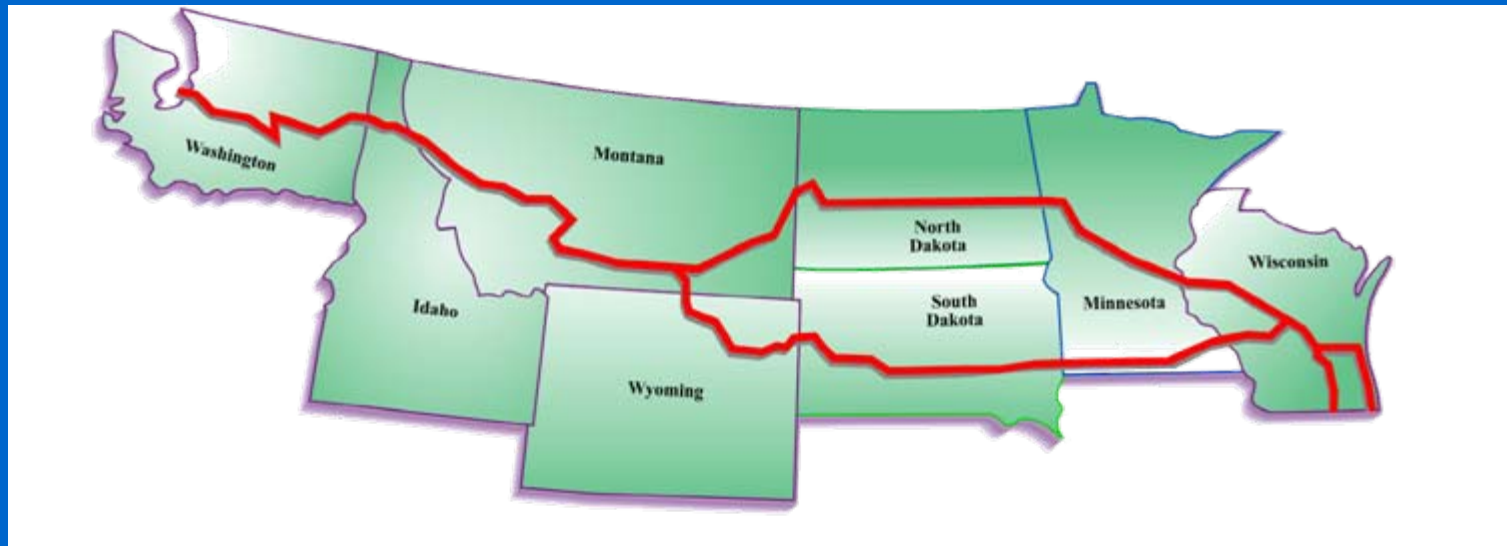 Washington
Montana
North
Dakota
Wisconsin
Idaho
South
Dakota
Minnesota
Wyoming